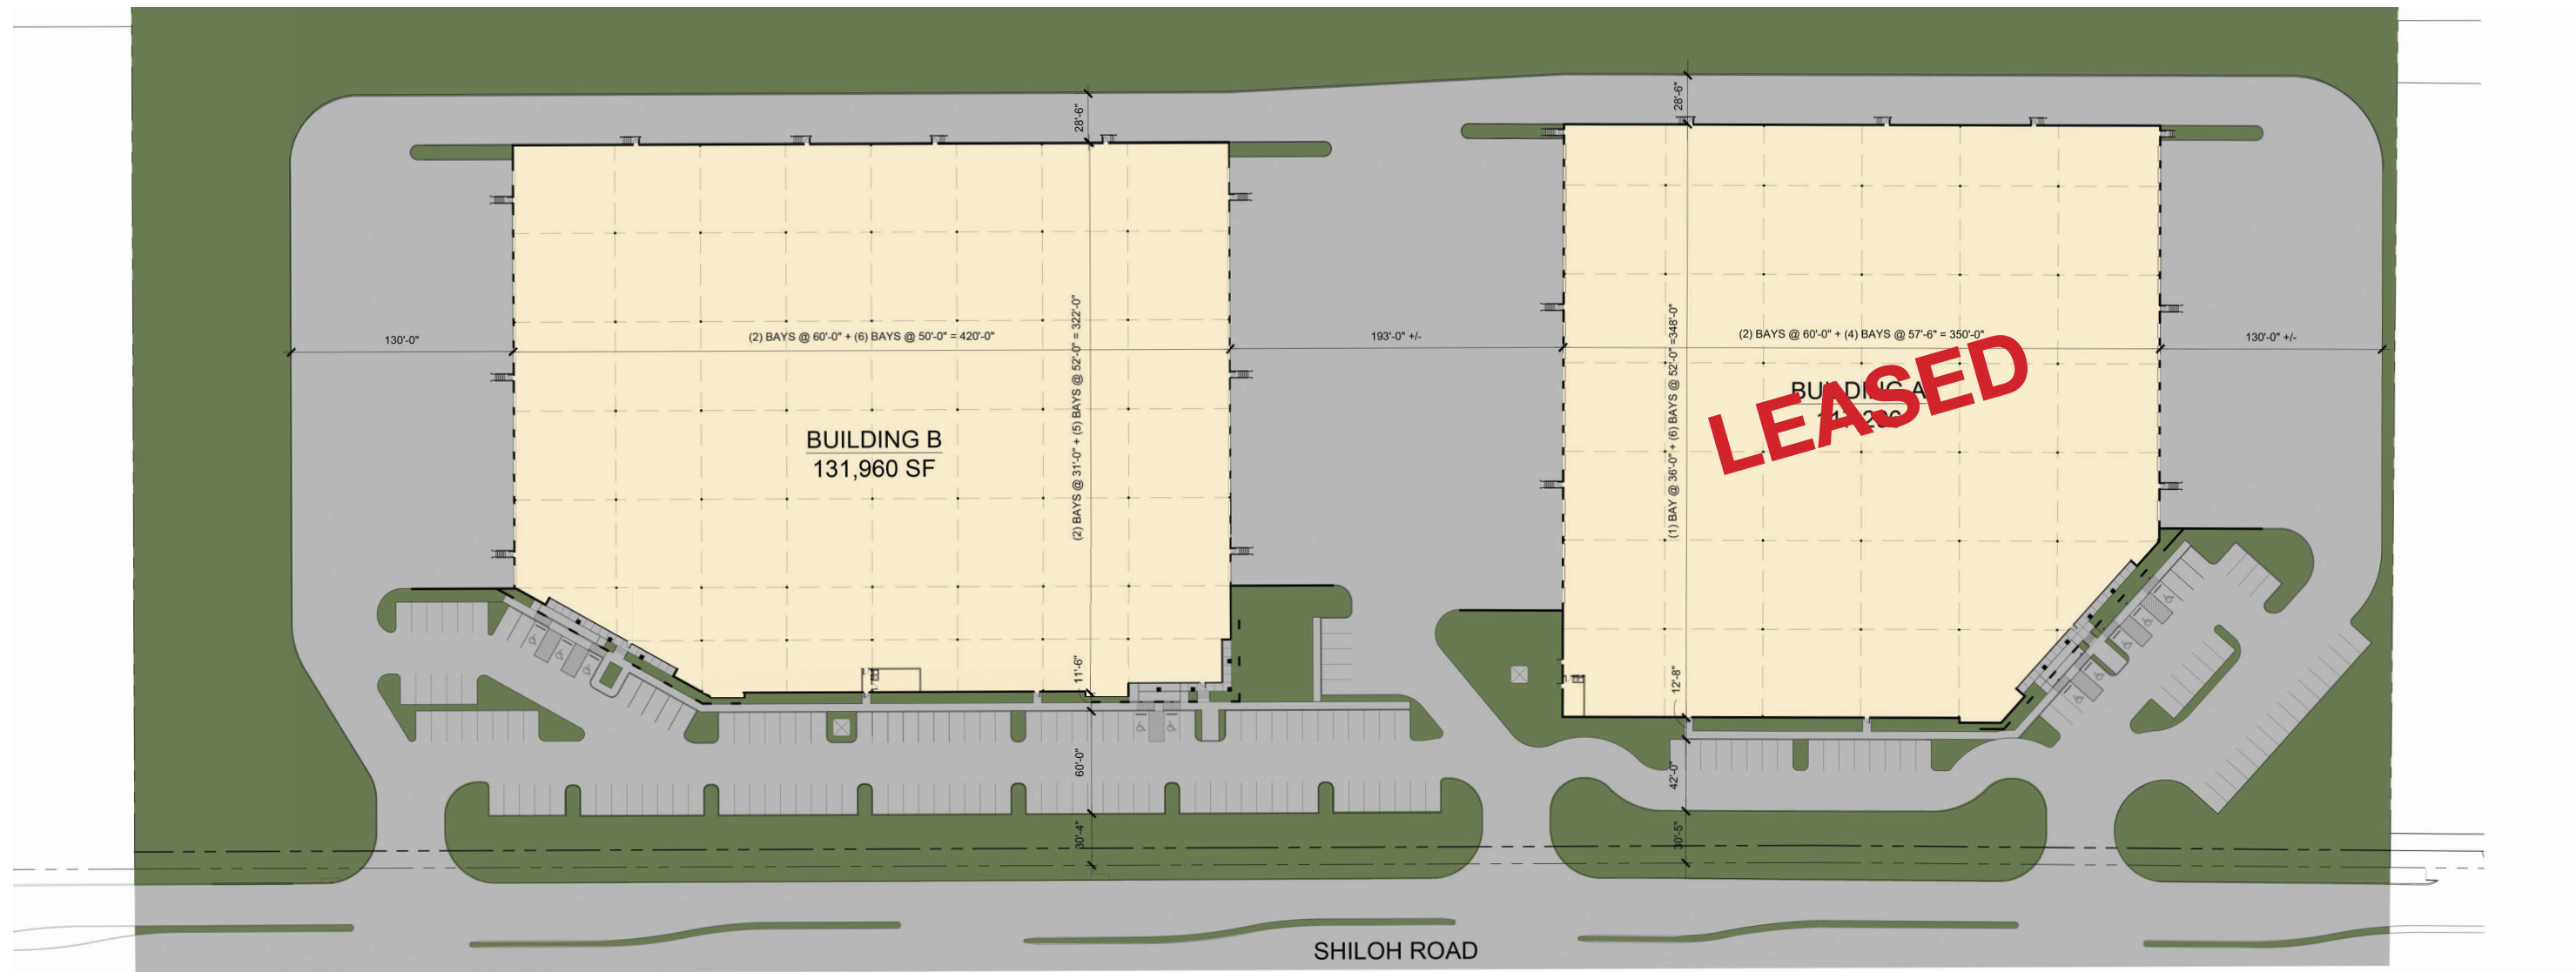 28'-6"
28'-6"
130'-0"
(2) BAYS @ 60'-0" + (6) BAYS @ 50'-0" = 420'-0"
(2) BAYS @ 31'-0" + (5) BAYS @ 52'-0" = 322'-0"
193'-0" +/-
(2) BAYS @ 60'-0" + (4) BAYS @ 57'-6" = 350'-0"
(1) BAY @ 36'-0" + (6) BAYS @ 52'-0" =348'-0"
130'-0" +/-
BUILDING B
131,960 SF
BUILDING A
LEASED
11'-6"
12'-8"
60'-0"
42'-0"
30'-4"
30'-5"
SHILOH ROAD